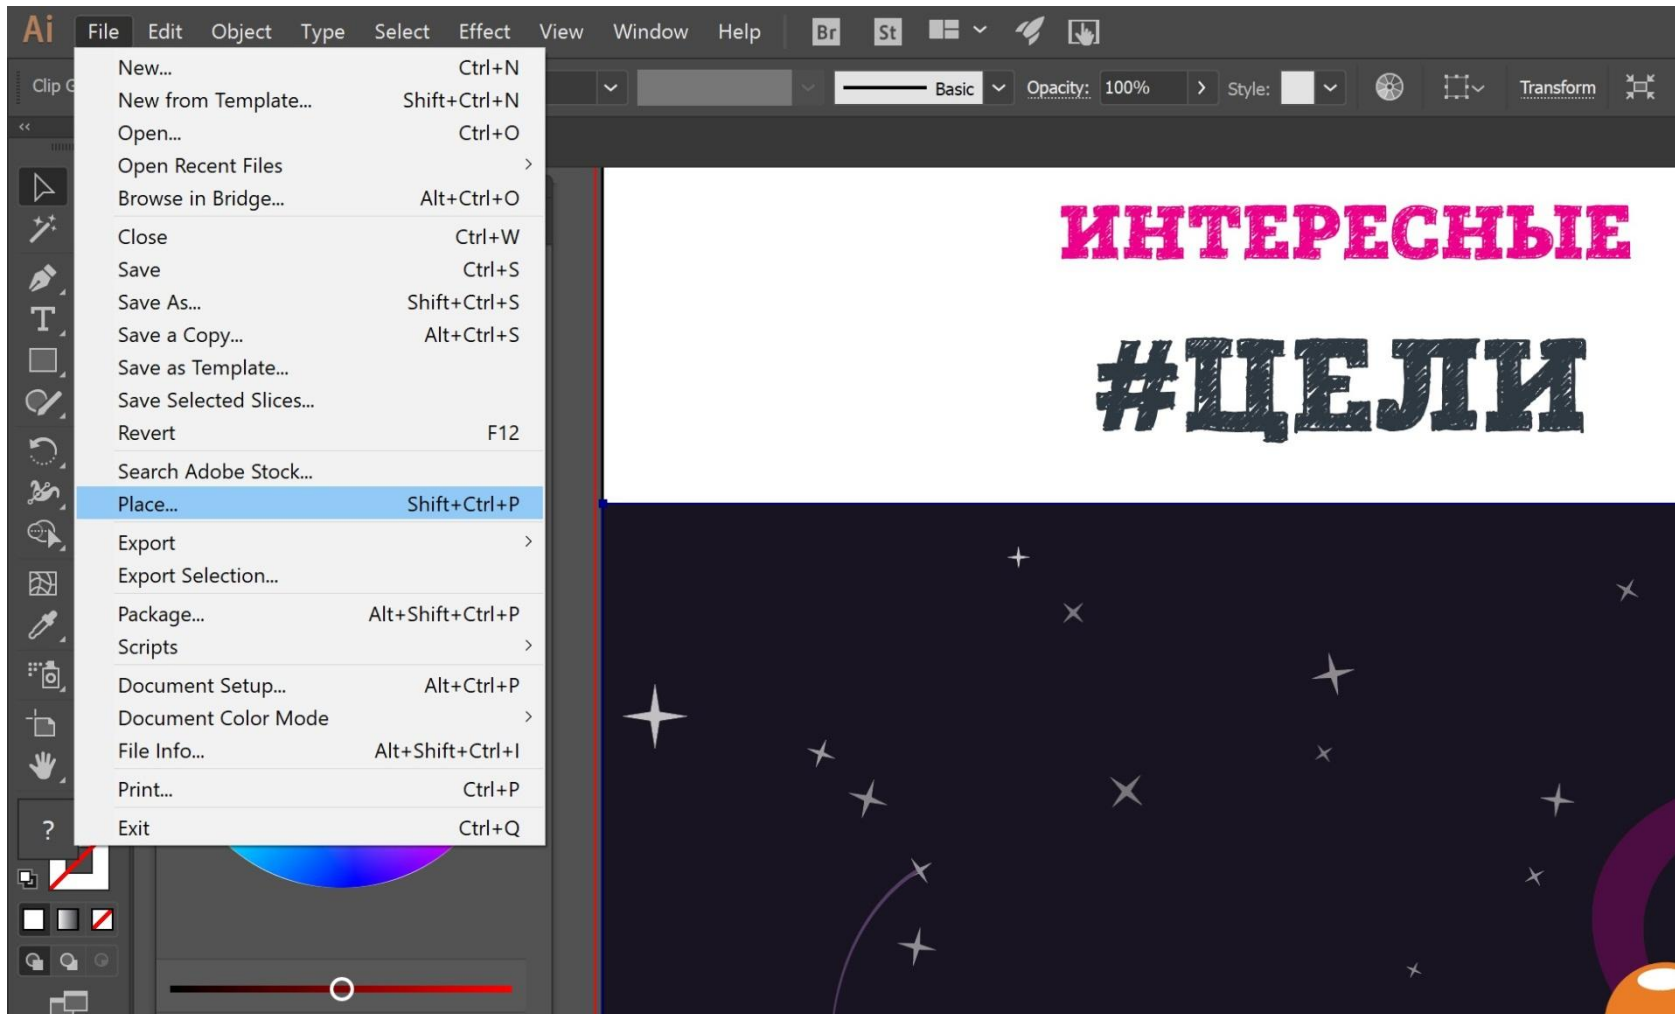 Ai File Edit Object Type Select Effect View Window Help Br St
Clip G Basic Opacity: 100% Style: Transform
New... Ctrl+N
New from Template... Shift+Ctrl+N
Open... Ctrl+O
Open Recent Files
Browse in Bridge... Alt+Ctrl+O
Close Ctrl+W
Save Ctrl+S
Save As... Shift+Ctrl+S
Save a Copy... Alt+Ctrl+S
Save as Template...
Save Selected Slices...
Revert F12
Search Adobe Stock...
Place... Shift+Ctrl+P
Export
Export Selection...
Package... Alt+Shift+Ctrl+P
Scripts
Document Setup... Alt+Ctrl+P
Document Color Mode
File Info... Alt+Shift+Ctrl+I
Print... Ctrl+P
Exit Ctrl+Q
?
ИНТЕРЕСНЫЕ
#ЦЕЛИ